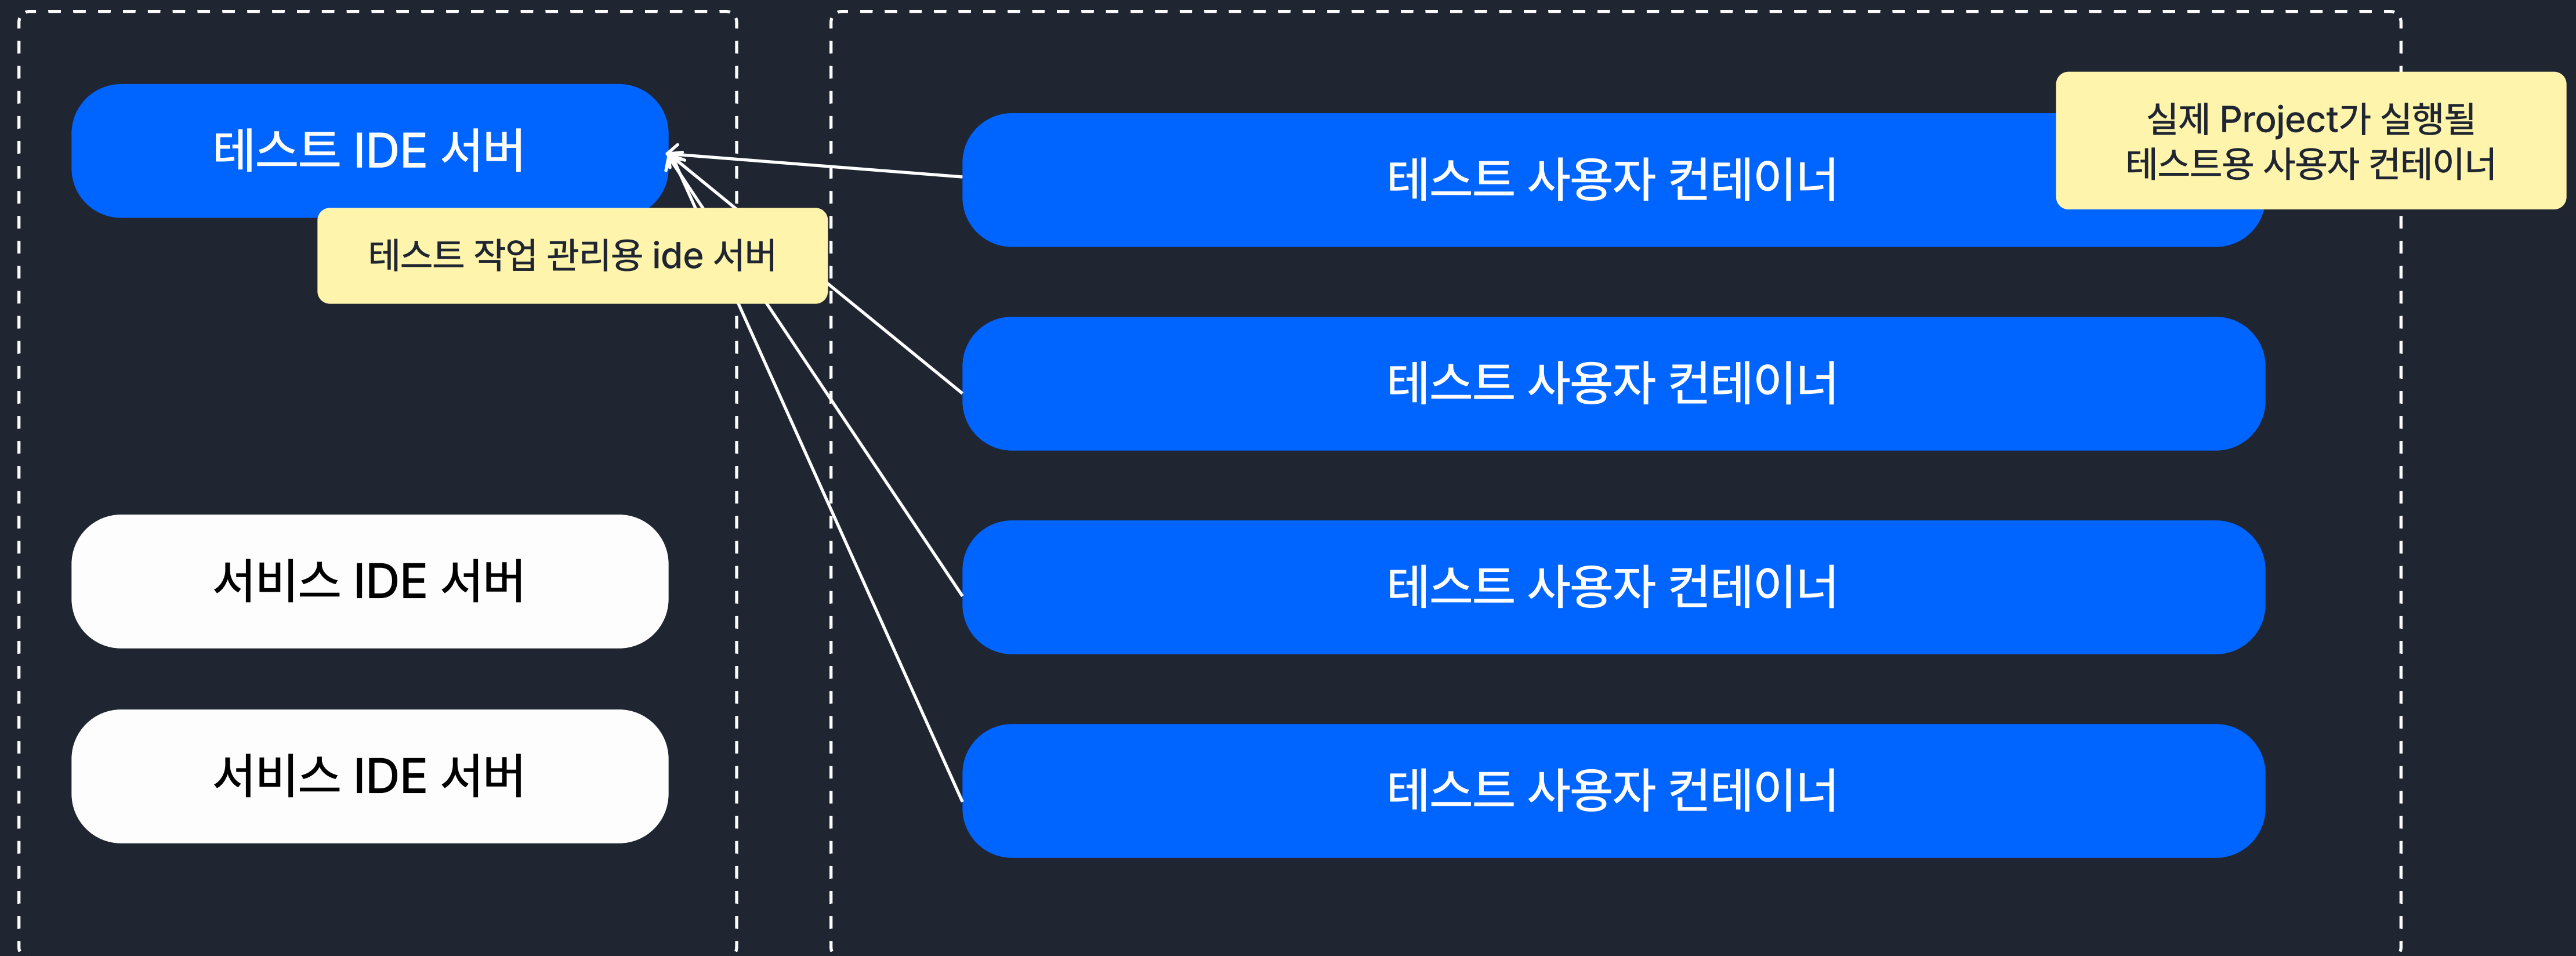 테스트 IDE 서버
테스트 작업 관리용 ide 서버
서비스 IDE 서버
서비스 IDE 서버
실제 Project가 실행될
테스트용 사용자 컨테이너
테스트 사용자 컨테이너
테스트 사용자 컨테이너
테스트 사용자 컨테이너
테스트 사용자 컨테이너